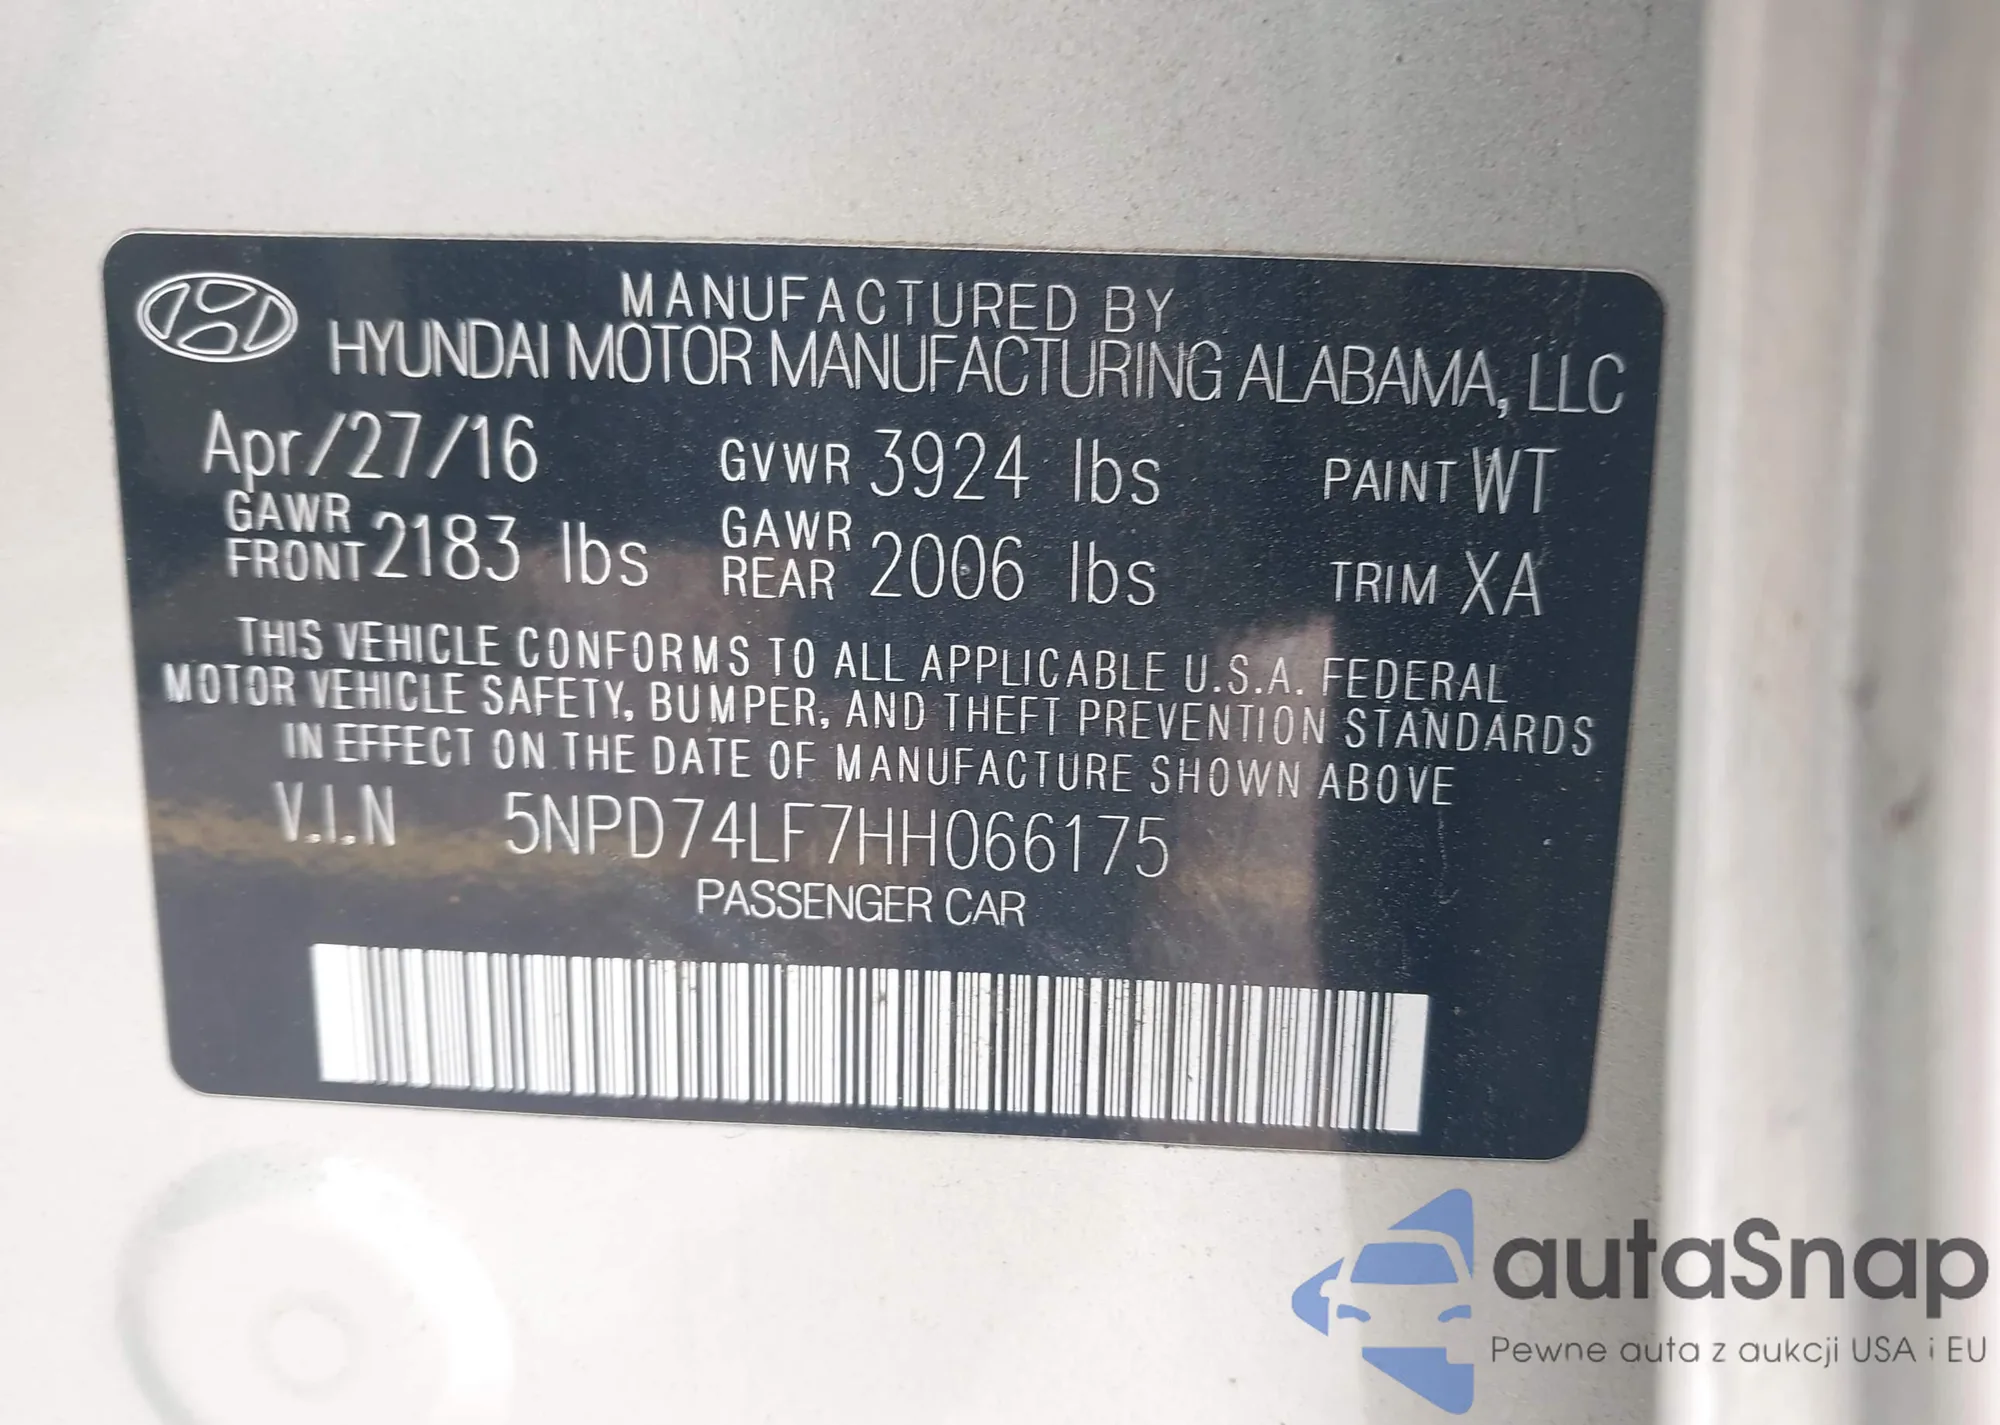 MANUFACTURED BY
HYUNDAI MOTOR MANUFACTURING ALABAMA, LLC
Apr/27/16 GVWR 3924 lbs PAINT WT
GAWR FRONT 2183 lbs GAWR REAR 2006 lbs TRIM XA
THIS VEHICLE CONFORMS TO ALL APPLICABLE U.S.A. FEDERAL
MOTOR VEHICLE SAFETY, BUMPER, AND THEFT PREVENTION STANDARDS
IN EFFECT ON THE DATE OF MANUFACTURE SHOWN ABOVE
V.I.N 5NPD74LF7HH066175
PASSENGER CAR
autaSnap
Pewne auta z aukcji USA i EU